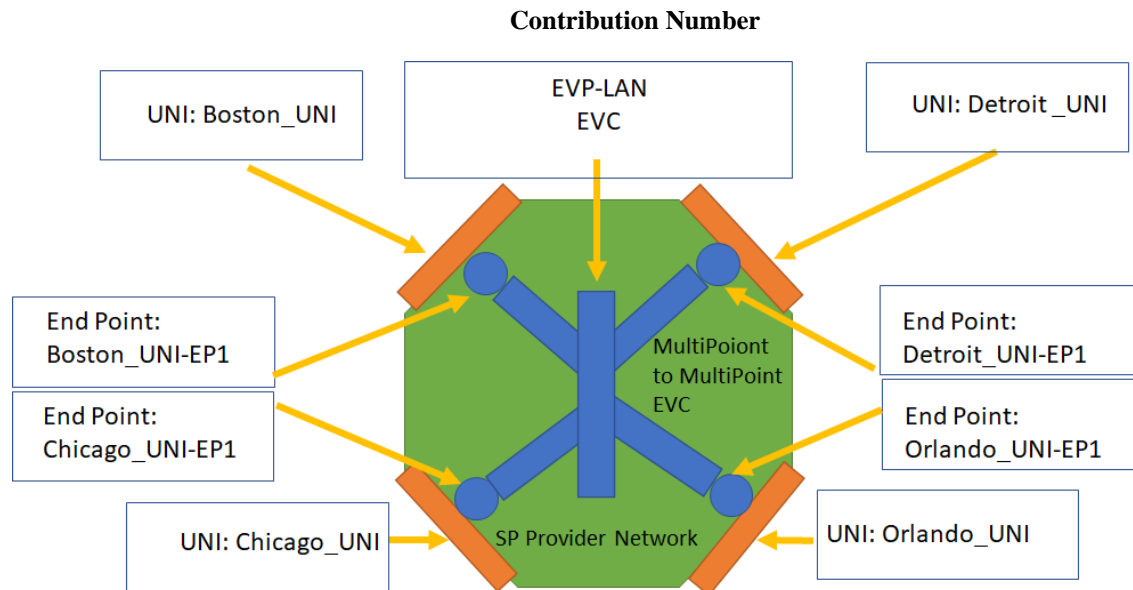 Contribution Number
UNI: Boston_UNI
EVP-LAN
EVC
UNI: Detroit _UNI
End Point:
Boston_UNI-EP1
End Point:
Detroit_UNI-EP1
MultiPoiont
to MultiPoint
EVC
End Point:
Chicago_UNI-EP1
End Point:
Orlando_UNI-EP1
UNI: Chicago_UNI
SP Provider Network
UNI: Orlando_UNI